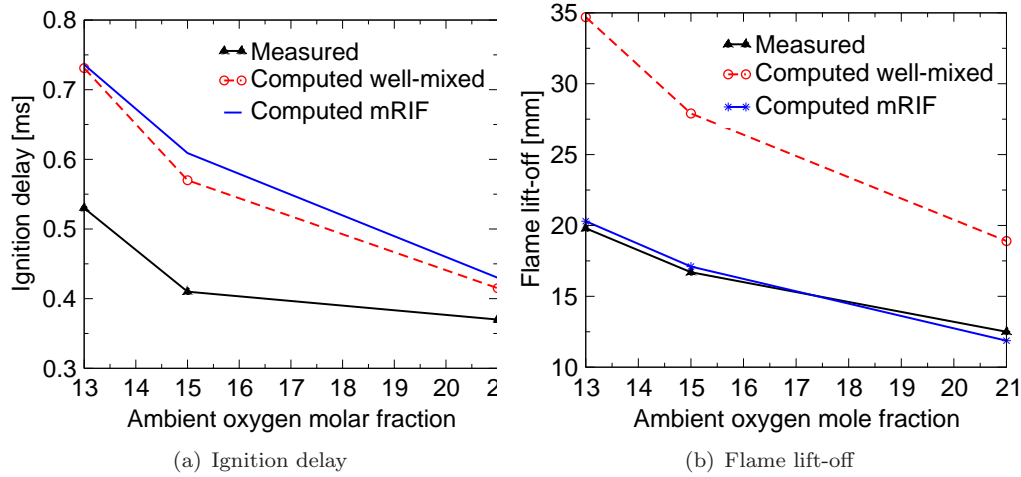 0.8
0.7
0.6
0.5
0.4
0.3
Ignition delay [ms]
Measured
Computed well-mixed
Computed mRIF
13 14 15 16 17 18 19 20 2
Ambient oxygen molar fraction
(a) Ignition delay
35
30
25
20
15
10
Flame lift-off [mm]
Measured
Computed well-mixed
Computed mRIF
13 14 15 16 17 18 19 20 21
Ambient oxygen mole fraction
(b) Flame lift-off